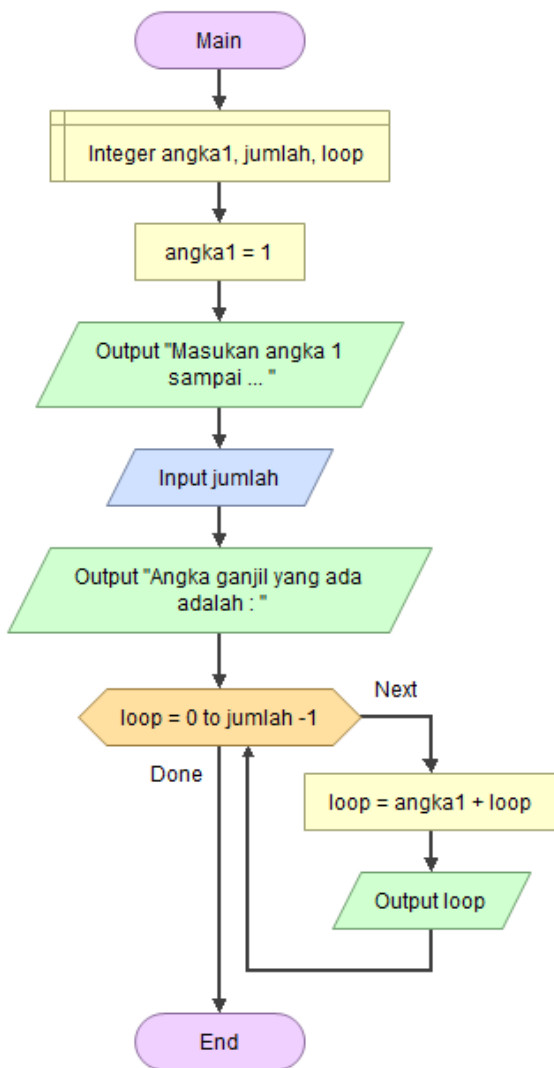 Main
Integer angka1, jumlah, loop
angka1 = 1
Output "Masukan angka 1
sampai ... "
Input jumlah
Output "Angka ganjil yang ada
adalah : "
loop = 0 to jumlah -1
Next
Done
loop = angka1 + loop
Output loop
End